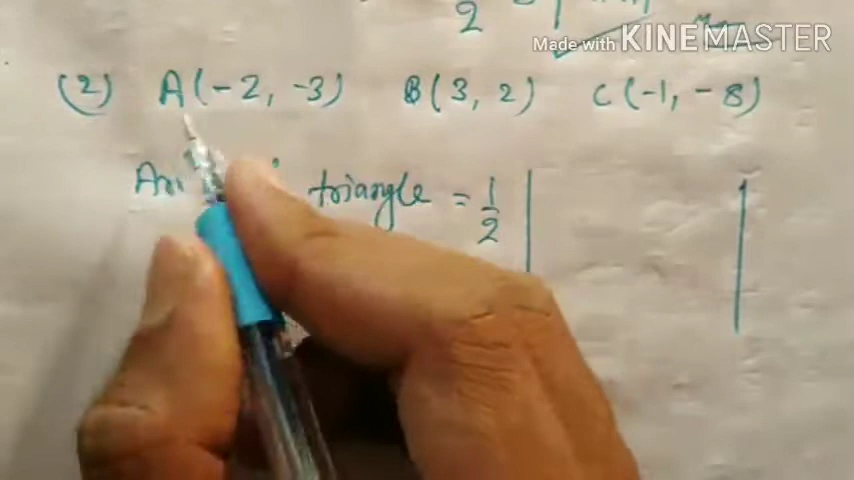 2
Made with KINEMASTER
(2) A(-2, -3) B(3, 2) C(-1, -8)
triangle = 1/2 | |